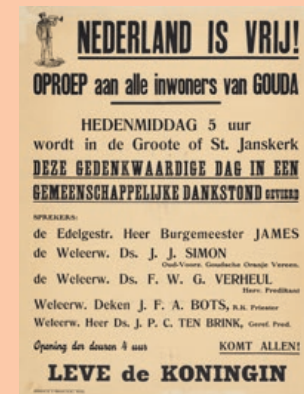 NEDERLAND IS VRIJ!
OPROEP aan alle inwoners van GOUDA
HEDENMIDDAG 5 uur
wordt in de Groote of St. Janskerk
DEZE GEDENKWAARDIGE DAG IN EEN
GEMEENSCHAPPELIJKE DANKSTOND GEVIERD
SPREKERS:
de Edelgestr. Heer Burgemeester JAMES
de Weleerw. Ds. J. J. SIMON
Oud-Voorz. Goudsche Oranje Vereen.
de Weleerw. Ds. F. W. G. VERHEUL
Herv. Predikant
Weleerw. Deken J. F. A. BOTS, R.K. Priester
Weleerw. Heer Ds. J. P. C. TEN BRINK, Geref. Pred.
Opening der deuren 4 uur KOMT ALLEN!
LEVE de KONINGIN